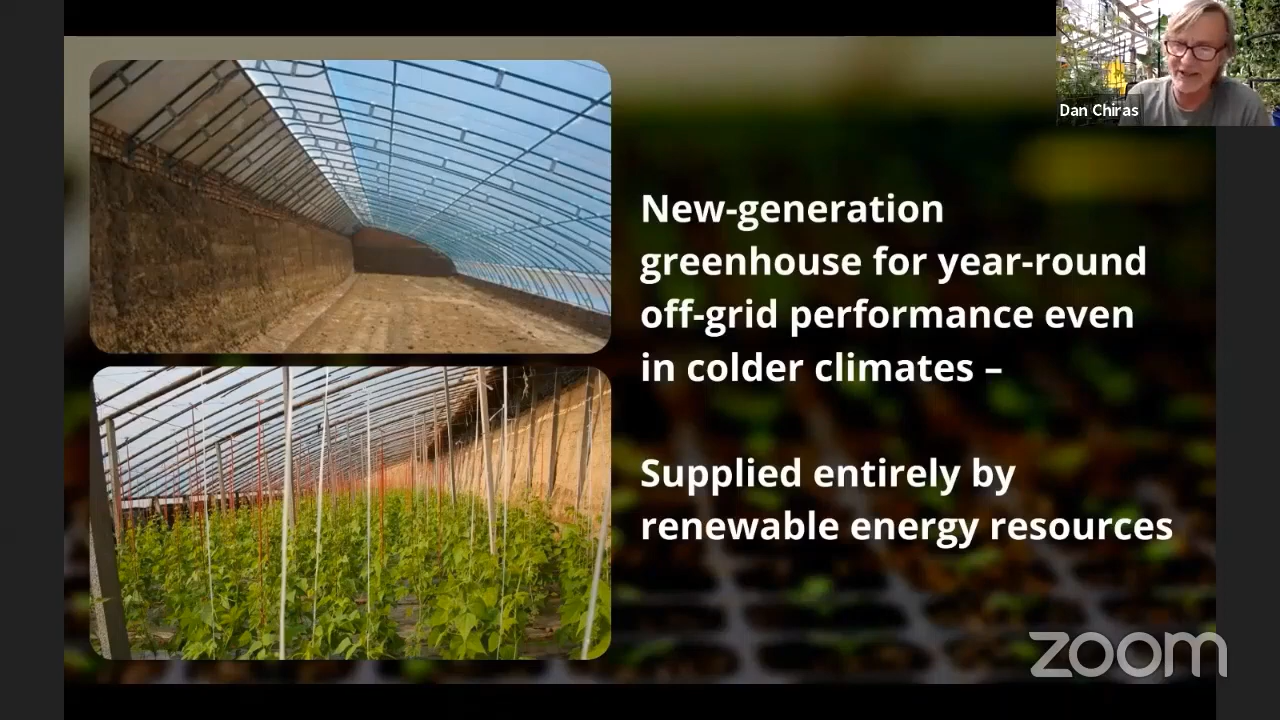 Dan Chiras
New-generation
greenhouse for year-round
off-grid performance even
in colder climates –
Supplied entirely by
renewable energy resources
zoom